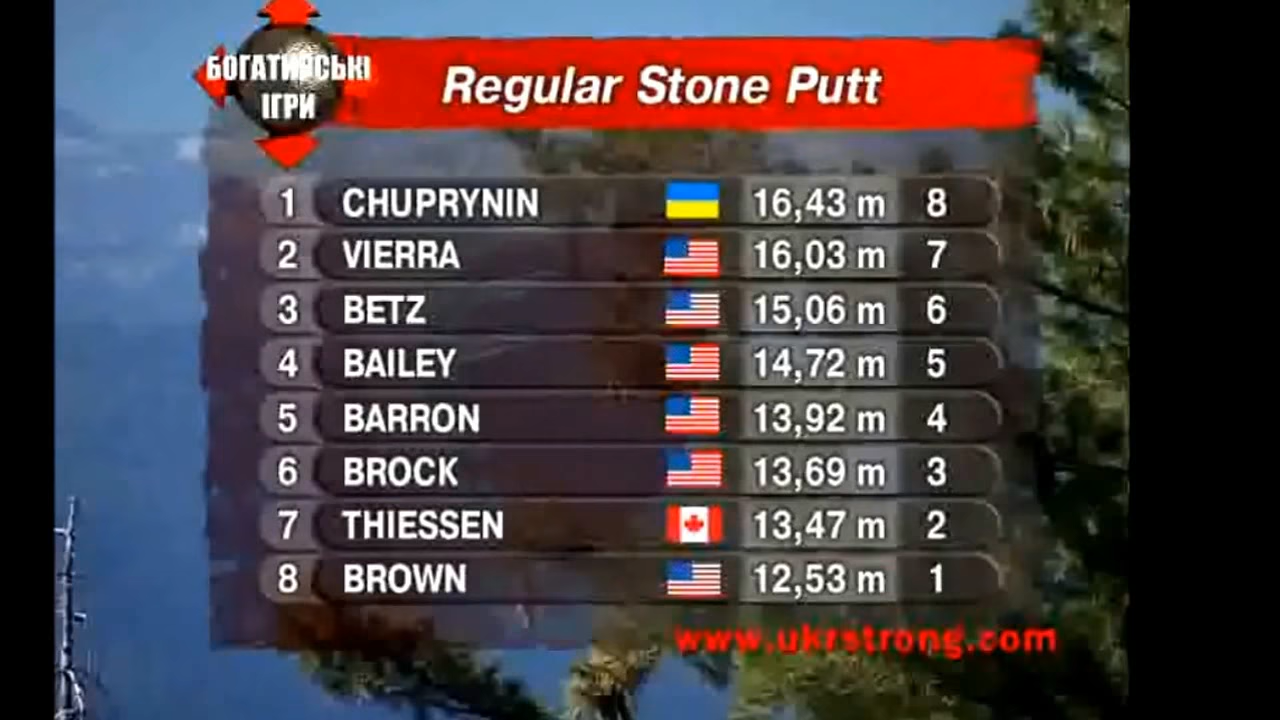 БОГАТИРСЬКІ
ІГРИ
Regular Stone Putt
1 CHUPRYNIN 16,43 m 8
2 VIERRA 16,03 m 7
3 BETZ 15,06 m 6
4 BAILEY 14,72 m 5
5 BARRON 13,92 m 4
6 BROCK 13,69 m 3
7 THIESSEN 13,47 m 2
8 BROWN 12,53 m 1
www.ukrstrong.com